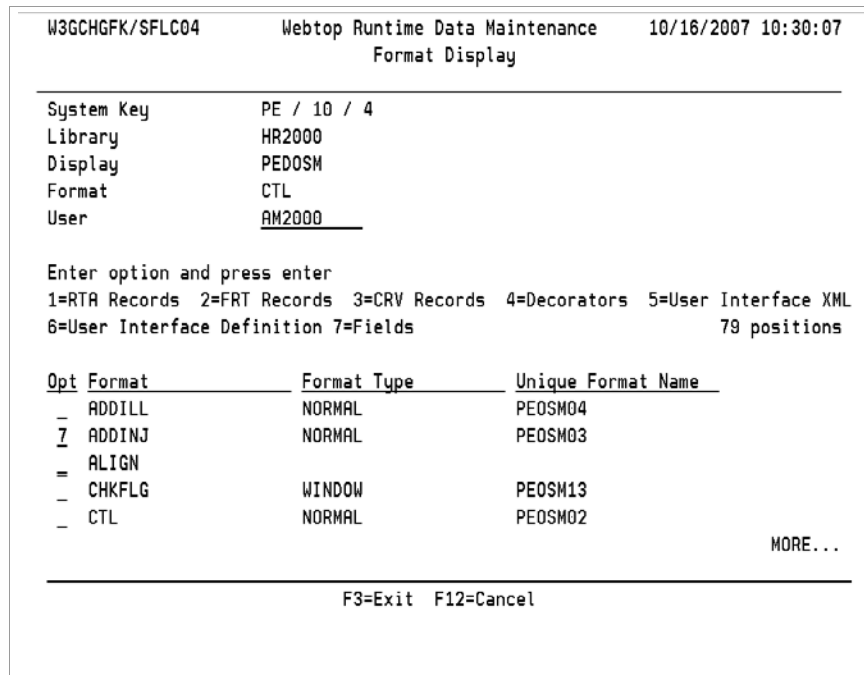 W3GCHGFK/SFLC04 Webtop Runtime Data Maintenance 10/16/2007 10:30:07
Format Display
System Key PE / 10 / 4
Library HR2000
Display PEDOSM
Format CTL
User AM2000
Enter option and press enter
1=RTA Records 2=FRT Records 3=CRV Records 4=Decorators 5=User Interface XML
6=User Interface Definition 7=Fields 79 positions
Opt Format Format Type Unique Format Name
_ ADDILL NORMAL PEOSM04
7 ADDINJ NORMAL PEOSM03
_ ALIGN
_ CHKFLG WINDOW PEOSM13
_ CTL NORMAL PEOSM02
MORE...
F3=Exit F12=Cancel